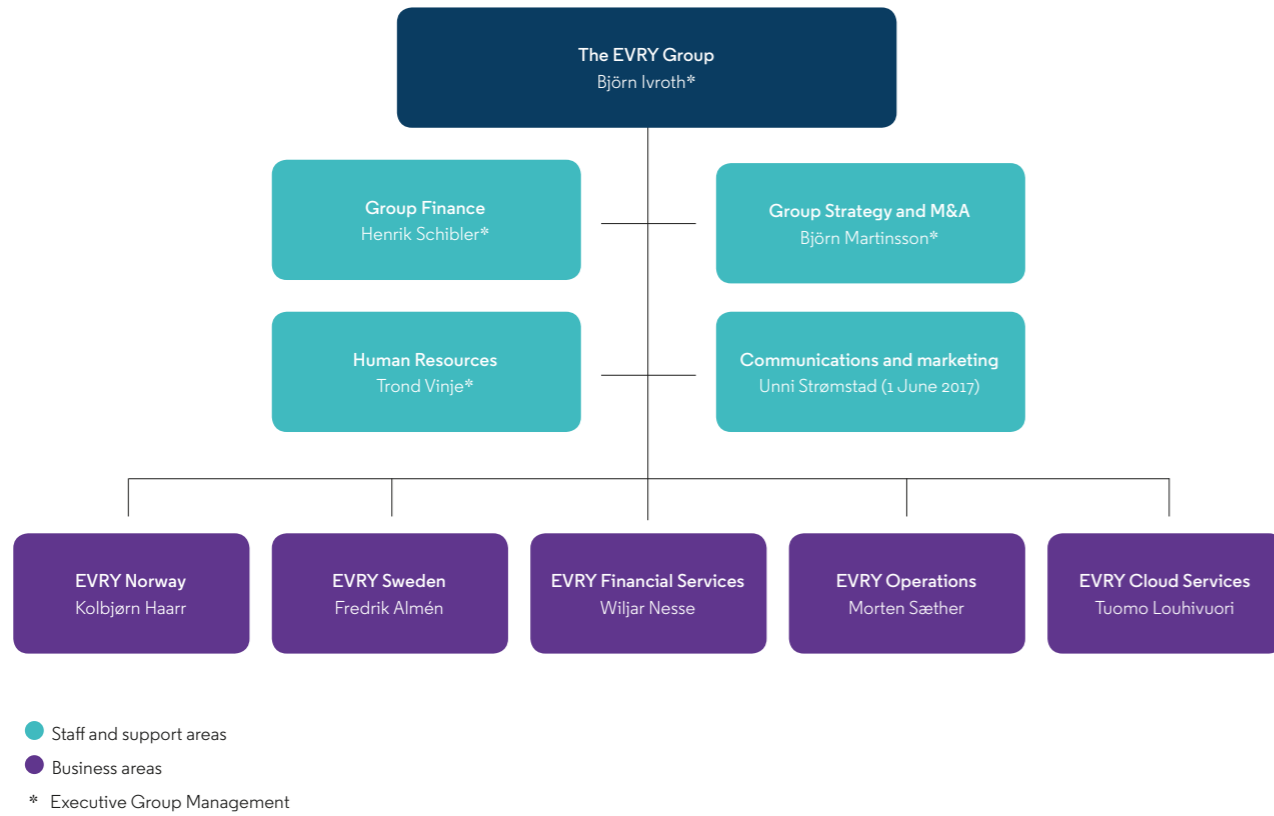 The EVRY Group
Björn Ivroth*
Group Finance
Henrik Schibler*
Group Strategy and M&A
Björn Martinsson*
Human Resources
Trond Vinje*
Communications and marketing
Unni Strømstad (1 June 2017)
EVRY Norway
Kolbjørn Haarr
EVRY Sweden
Fredrik Almén
EVRY Financial Services
Wiljar Nesse
EVRY Operations
Morten Sæther
EVRY Cloud Services
Tuomo Louhivuori
Staff and support areas
Business areas
* Executive Group Management